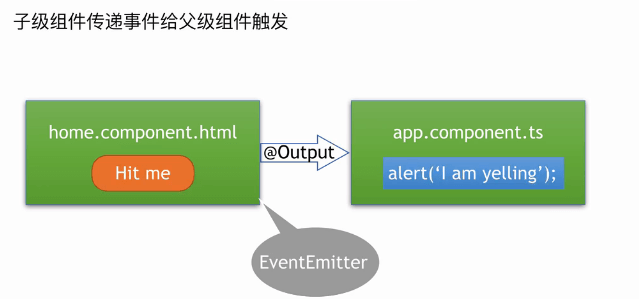 子级组件传递事件给父级组件触发
home.component.html
Hit me
@Output
app.component.ts
alert(‘I am yelling’);
EventEmitter